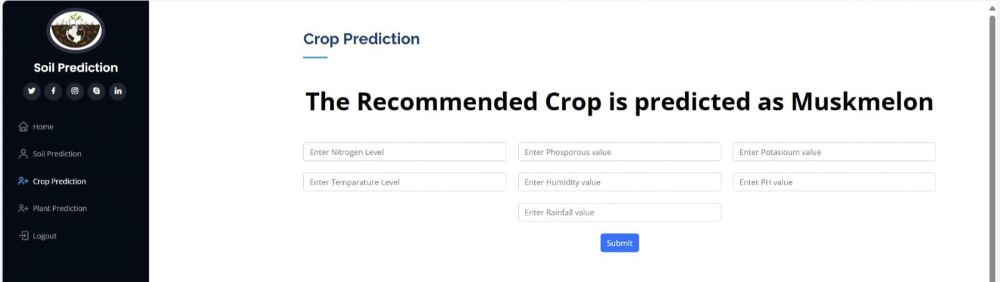 Soil Prediction
Home
Soil Prediction
Crop Prediction
Plant Prediction
Logout
Crop Prediction
The Recommended Crop is predicted as Muskmelon
Enter Nitrogen Level Enter Phosporous value Enter Potasioum value
Enter Temparature Level Enter Humidity value Enter PH value
Enter Rainfall value
Submit